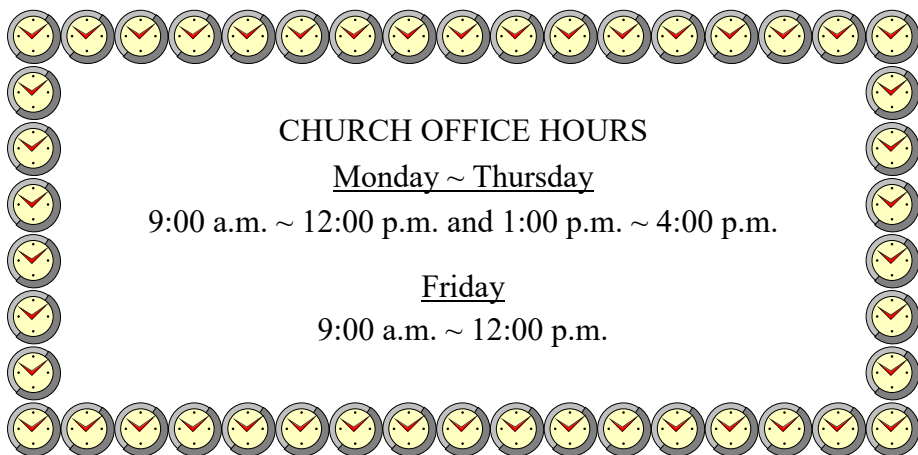 CHURCH OFFICE HOURS
Monday ~ Thursday
9:00 a.m. ~ 12:00 p.m. and 1:00 p.m. ~ 4:00 p.m.
Friday
9:00 a.m. ~ 12:00 p.m.